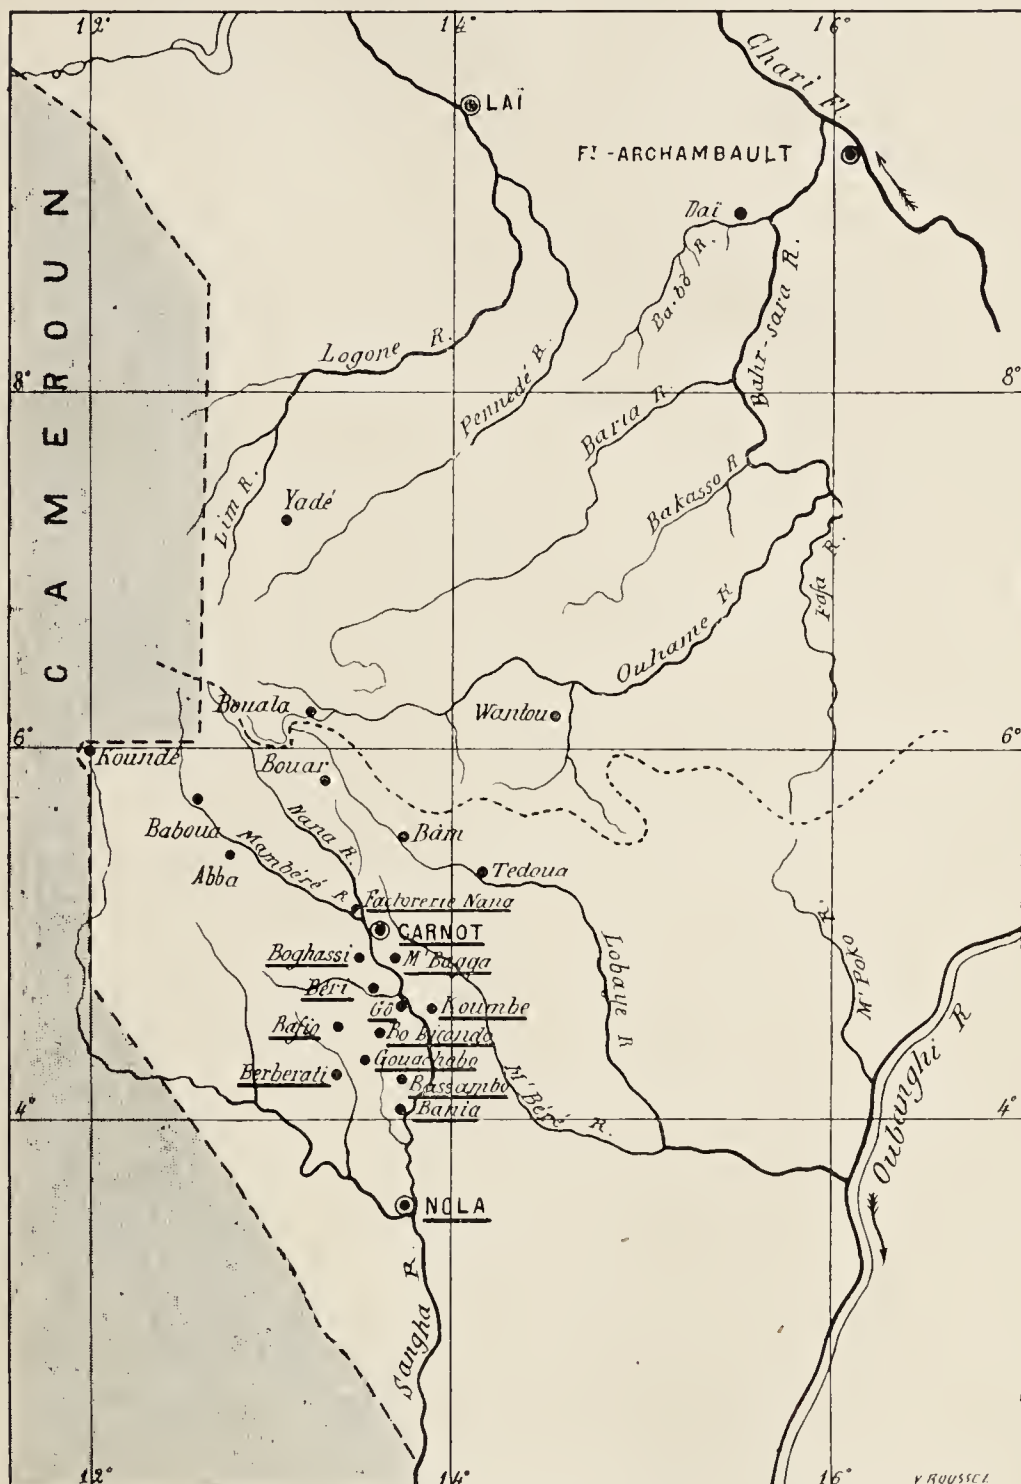 12°
14°
16°
Chari Fl.
LAÏ
Fᵗ-ARCHAMBAULT
CAMEROUN
Daï
Ba-bô R.
Bahr-sara R.
Logone R.
Pennedé R.
8°
8°
Baria R.
Lim R.
Yadé
Bakasso R
Fafa R.
Ouhame R
Bouala
Wantou
6°
6°
Koundé
Bouar
Nana R.
Baboua
Bâm
Mambéré R
Abba
Tedoua
Factorerie Nana
CARNOT
Boghassi
M'Bagga
Lobaye R
M'Poko R.
Béri
Gô
Koumbe
Bafio
Bo Bicando
Gouachobo
Berberati
Bassambo
M'Béré R.
Bania
4°
4°
Oubanghi R
NOLA
Sangha R.
12°
14°
16°
V. ROUSSEL